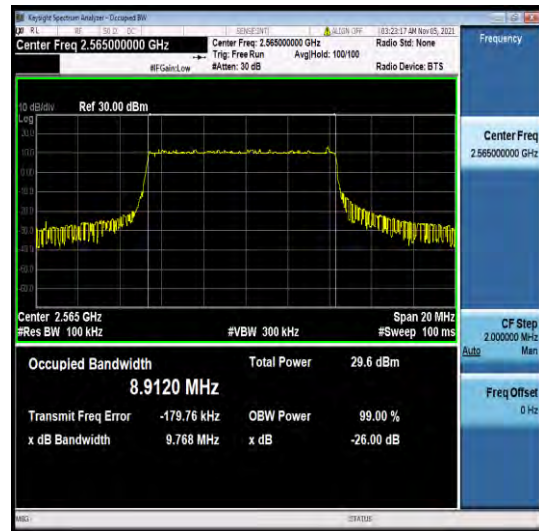 Keysight Spectrum Analyzer - Occupied BW
RL RF 50 Ω DC SENSE:INT ALIGN OFF 03:23:17 AM Nov 05, 2021
Center Freq 2.565000000 GHz
Center Freq: 2.565000000 GHz
Radio Std: None
Trig: Free Run Avg|Hold: 100/100
#IFGain:Low #Atten: 30 dB
Radio Device: BTS
Frequency
10 dB/div Ref 30.00 dBm
Log
Center Freq
2.565000000 GHz
Center 2.565 GHz Span 20 MHz
#Res BW 100 kHz #VBW 300 kHz #Sweep 100 ms
CF Step
2.000000 MHz
Auto Man
Occupied Bandwidth Total Power 29.6 dBm
8.9120 MHz
Freq Offset
0 Hz
Transmit Freq Error -179.76 kHz OBW Power 99.00 %
x dB Bandwidth 9.768 MHz x dB -26.00 dB
MSG STATUS